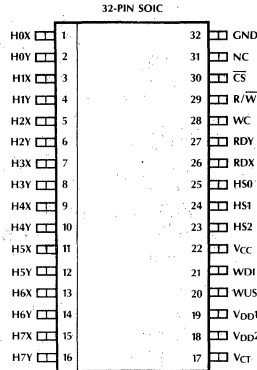 32-PIN SOIC
H0X 1 32 GND
H0Y 2 31 NC
H1X 3 30 C̅S̅
H1Y 4 29 R/W̅
H2X 5 28 WC
H2Y 6 27 RDY
H3X 7 26 RDX
H3Y 8 25 HS0
H4X 9 24 HS1
H4Y 10 23 HS2
H5X 11 22 VCC
H5Y 12 21 WDI
H6X 13 20 WUS
H6Y 14 19 VDD1
H7X 15 18 VDD2
H7Y 16 17 VCT